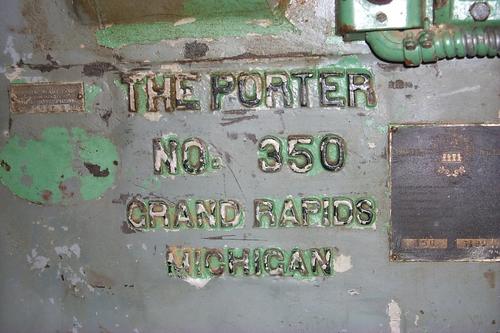 THE PORTER
NO. 350
GRAND RAPIDS
MICHIGAN